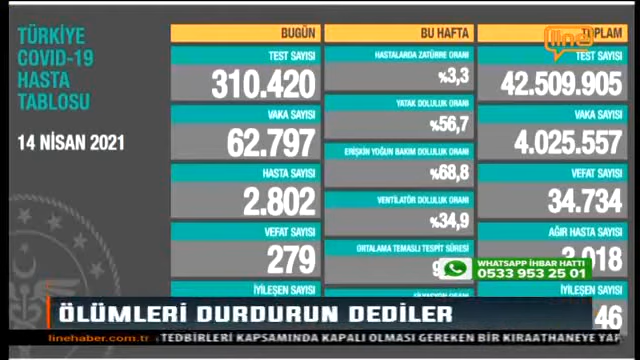 TÜRKİYE
COVID-19
HASTA
TABLOSU
14 NİSAN 2021
BUGÜN
TEST SAYISI
310.420
VAKA SAYISI
62.797
HASTA SAYISI
2.802
VEFAT SAYISI
279
İYİLEŞEN SAYISI
BU HAFTA
HASTALARDA ZATÜRRE ORANI
%3,3
YATAK DOLULUK ORANI
%56,7
ERİŞKİN YOĞUN BAKIM DOLULUK ORANI
%68,8
VENTİLATÖR DOLULUK ORANI
%34,9
ORTALAMA TEMASLI TESPİT SÜRESİ
line
TOPLAM
TEST SAYISI
42.509.905
VAKA SAYISI
4.025.557
VEFAT SAYISI
34.734
AĞIR HASTA SAYISI
3.018
İYİLEŞEN SAYISI
46
WHATSAPP İHBAR HATTI
0533 953 25 01
ÖLÜMLERİ DURDURUN DEDİLER
linehaber.com.tr TEDBİRLERİ KAPSAMINDA KAPALI OLMASI GEREKEN BİR KIRAATHANEYE YAP